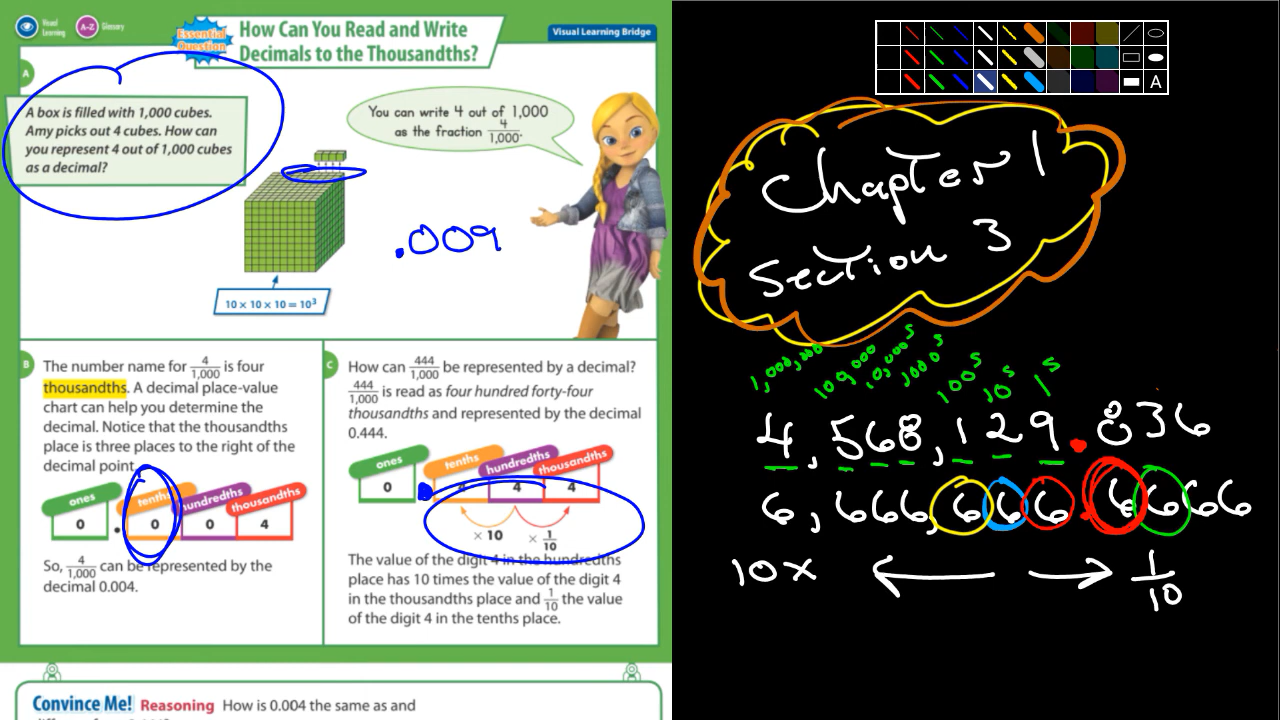 Visual Learning
A-Z Glossary
Essential Question
How Can You Read and Write
Decimals to the Thousandths?
Visual Learning Bridge
A
A box is filled with 1,000 cubes.
Amy picks out 4 cubes. How can
you represent 4 out of 1,000 cubes
as a decimal?
You can write 4 out of 1,000
as the fraction 4/1,000.
.009
10 × 10 × 10 = 10³
B
The number name for 4/1,000 is four
thousandths. A decimal place-value
chart can help you determine the
decimal. Notice that the thousandths
place is three places to the right of the
decimal point.
ones tenths hundredths thousandths
0 . 0 0 4
So, 4/1,000 can be represented by the
decimal 0.004.
C
How can 444/1,000 be represented by a decimal?
444/1,000 is read as four hundred forty-four
thousandths and represented by the decimal
0.444.
ones tenths hundredths thousandths
0 . 4 4 4
× 10 × 1/10
The value of the digit 4 in the hundredths
place has 10 times the value of the digit 4
in the thousandths place and 1/10 the value
of the digit 4 in the tenths place.
Convince Me! Reasoning How is 0.004 the same as and
A
Chapter 1
Section 3
1,000,000 100,000 10,000s 1000s 100s 10s 1s
4,568,129.836
6,666,666.6666
10x 1/10